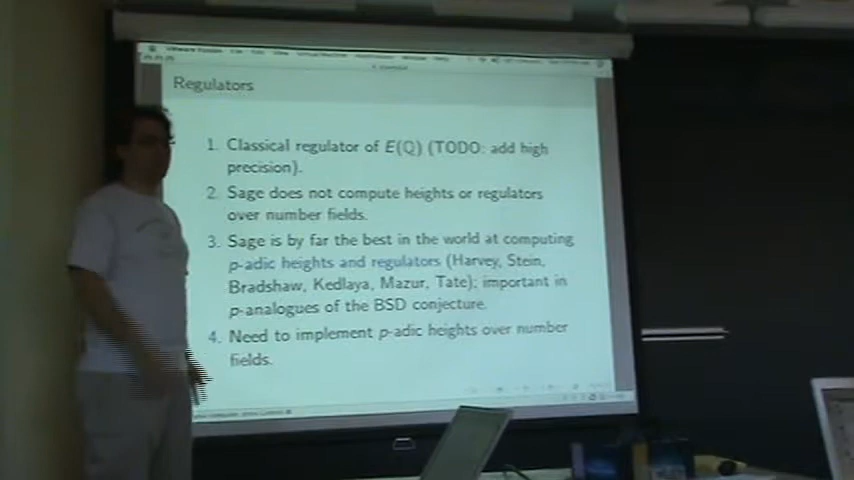 Regulators
1. Classical regulator of E(ℚ) (TODO: add high
precision).
2. Sage does not compute heights or regulators
over number fields.
3. Sage is by far the best in the world at computing
p-adic heights and regulators (Harvey, Stein,
Bradshaw, Kedlaya, Mazur, Tate); important in
p-analogues of the BSD conjecture.
4. Need to implement p-adic heights over number
fields.